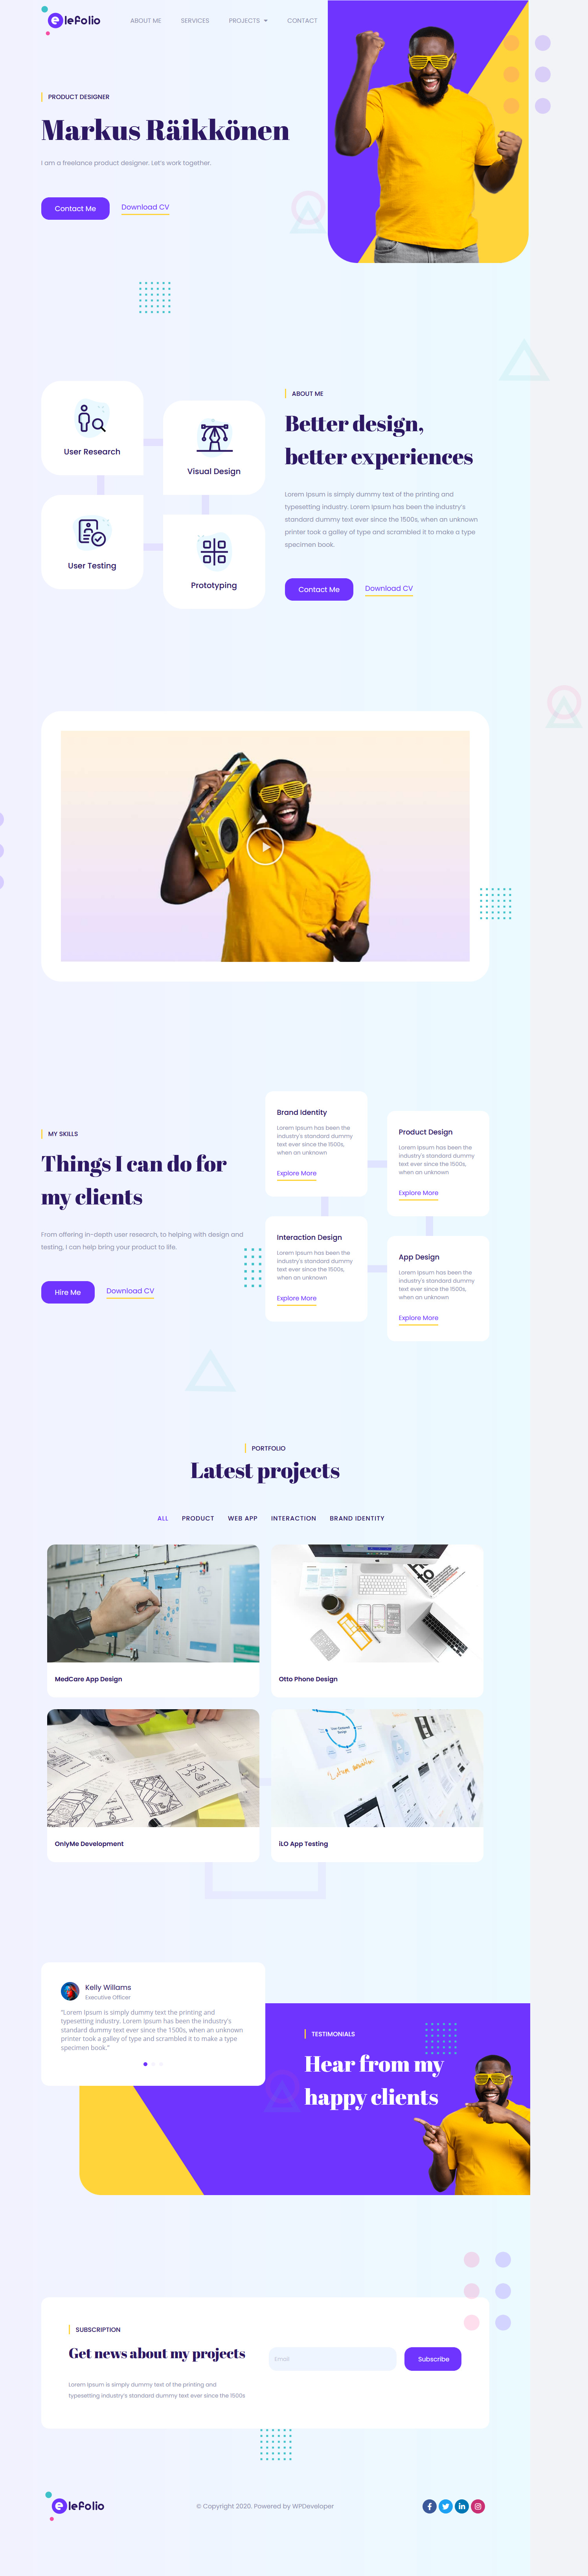 elefolio
ABOUT ME SERVICES PROJECTS CONTACT
PRODUCT DESIGNER
Markus Räikkönen
I am a freelance product designer. Let's work together.
Contact Me Download CV
User Research
Visual Design
User Testing
Prototyping
ABOUT ME
Better design,
better experiences
Lorem Ipsum is simply dummy text of the printing and
typesetting industry. Lorem Ipsum has been the industry's
standard dummy text ever since the 1500s, when an unknown
printer took a galley of type and scrambled it to make a type
specimen book.
Contact Me Download CV
MY SKILLS
Things I can do for
my clients
From offering in-depth user research, to helping with design and
testing, I can help bring your product to life.
Hire Me Download CV
Brand Identity
Lorem Ipsum has been the
industry's standard dummy
text ever since the 1500s,
when an unknown
Explore More
Product Design
Lorem Ipsum has been the
industry's standard dummy
text ever since the 1500s,
when an unknown
Explore More
Interaction Design
Lorem Ipsum has been the
industry's standard dummy
text ever since the 1500s,
when an unknown
Explore More
App Design
Lorem Ipsum has been the
industry's standard dummy
text ever since the 1500s,
when an unknown
Explore More
PORTFOLIO
Latest projects
ALL PRODUCT WEB APP INTERACTION BRAND IDENTITY
MedCare App Design
Otto Phone Design
OnlyMe Development
iLO App Testing
Kelly Willams
Executive Officer
"Lorem Ipsum is simply dummy text the printing and
typesetting industry. Lorem Ipsum has been the industry's
standard dummy text ever since the 1500s, when an unknown
printer took a galley of type and scrambled it to make a type
specimen book."
TESTIMONIALS
Hear from my
happy clients
SUBSCRIPTION
Get news about my projects
Lorem Ipsum is simply dummy text of the printing and
typesetting industry's standard dummy text ever since the 1500s
Email
Subscribe
elefolio
© Copyright 2020. Powered by WPDeveloper